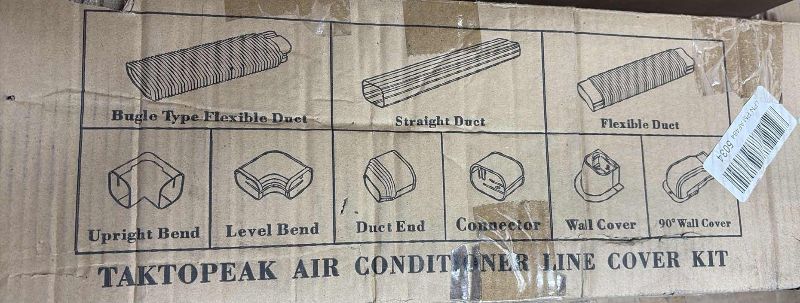 Bugle Type Flexible Duct
Straight Duct
Flexible Duct
Upright Bend
Level Bend
Duct End
Connector
Wall Cover
90° Wall Cover
5034
TAKTOPEAK AIR CONDITIONER LINE COVER KIT